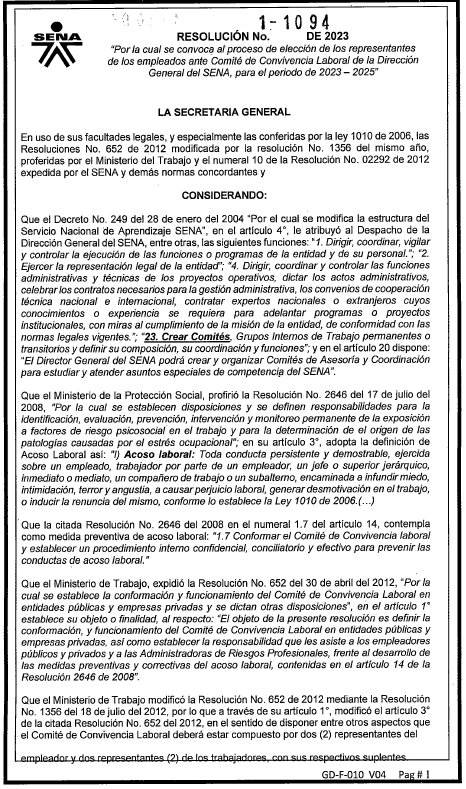 1-1094
SENA
RESOLUCIÓN No. DE 2023
"Por la cual se convoca al proceso de elección de los representantes
de los empleados ante Comité de Convivencia Laboral de la Dirección
General del SENA, para el periodo de 2023 – 2025"
LA SECRETARIA GENERAL
En uso de sus facultades legales, y especialmente las conferidas por la ley 1010 de 2006, las
Resoluciones No. 652 de 2012 modificada por la resolución No. 1356 del mismo año,
proferidas por el Ministerio del Trabajo y el numeral 10 de la Resolución No. 02292 de 2012
expedida por el SENA y demás normas concordantes y
CONSIDERANDO:
Que el Decreto No. 249 del 28 de enero del 2004 "Por el cual se modifica la estructura del
Servicio Nacional de Aprendizaje SENA", en el artículo 4°, le atribuyó al Despacho de la
Dirección General del SENA, entre otras, las siguientes funciones: "1. Dirigir, coordinar, vigilar
y controlar la ejecución de las funciones o programas de la entidad y de su personal."; "2.
Ejercer la representación legal de la entidad"; "4. Dirigir, coordinar y controlar las funciones
administrativas y técnicas de los proyectos operativos, dictar los actos administrativos,
celebrar los contratos necesarios para la gestión administrativa, los convenios de cooperación
técnica nacional e internacional, contratar expertos nacionales o extranjeros cuyos
conocimientos o experiencia se requiera para adelantar programas o proyectos
institucionales, con miras al cumplimiento de la misión de la entidad, de conformidad con las
normas legales vigentes."; "23. Crear Comités, Grupos Internos de Trabajo permanentes o
transitorios y definir su composición, su coordinación y funciones"; y en el artículo 20 dispone:
"El Director General del SENA podrá crear y organizar Comités de Asesoría y Coordinación
para estudiar y atender asuntos especiales de competencia del SENA".
Que el Ministerio de la Protección Social, profirió la Resolución No. 2646 del 17 de julio del
2008, "Por la cual se establecen disposiciones y se definen responsabilidades para la
identificación, evaluación, prevención, intervención y monitoreo permanente de la exposición
a factores de riesgo psicosocial en el trabajo y para la determinación de el origen de las
patologías causadas por el estrés ocupacional"; en su artículo 3°, adopta la definición de
Acoso Laboral así: "l) Acoso laboral: Toda conducta persistente y demostrable, ejercida
sobre un empleado, trabajador por parte de un empleador, un jefe o superior jerárquico,
inmediato o mediato, un compañero de trabajo o un subalterno, encaminada a infundir miedo,
intimidación, terror y angustia, a causar perjuicio laboral, generar desmotivación en el trabajo,
o inducir la renuncia del mismo, conforme lo establece la Ley 1010 de 2006.(...)
Que la citada Resolución No. 2646 del 2008 en el numeral 1.7 del artículo 14, contempla
como medida preventiva de acoso laboral: "1.7 Conformar el Comité de Convivencia laboral
y establecer un procedimiento interno confidencial, conciliatorio y efectivo para prevenir las
conductas de acoso laboral."
Que el Ministerio de Trabajo, expidió la Resolución No. 652 del 30 de abril del 2012, "Por la
cual se establece la conformación y funcionamiento del Comité de Convivencia Laboral en
entidades públicas y empresas privadas y se dictan otras disposiciones", en el artículo 1°
establece su objeto o finalidad, al respecto: "El objeto de la presente resolución es definir la
conformación, y funcionamiento del Comité de Convivencia Laboral en entidades públicas y
empresas privadas, así como establecer la responsabilidad que les asiste a los empleadores
públicos y privados y a las Administradoras de Riesgos Profesionales, frente al desarrollo de
las medidas preventivas y correctivas del acoso laboral, contenidas en el artículo 14 de la
Resolución 2646 de 2008".
Que el Ministerio de Trabajo modificó la Resolución No. 652 de 2012 mediante la Resolución
No. 1356 del 18 de julio del 2012, por lo que a través de su artículo 1°, modificó el artículo 3°
de la citada Resolución No. 652 del 2012, en el sentido de disponer entre otros aspectos que
el Comité de Convivencia Laboral deberá estar compuesto por dos (2) representantes del
empleador y dos representantes (2) de los trabajadores, con sus respectivos suplentes.
GD-F-010 V04 Pag # 1